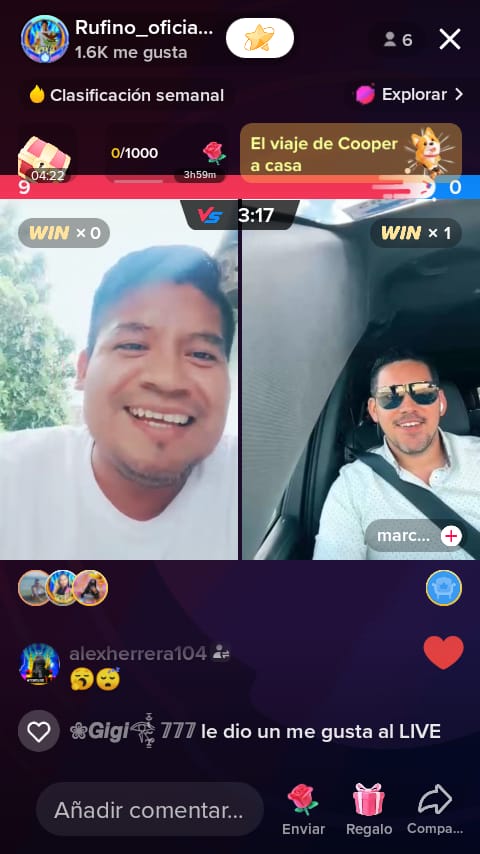 Rufino_oficia...
1.6K me gusta
6
Clasificación semanal
Explorar
04:22
0/1000
3h59m
El viaje de Cooper
a casa
9
0
VS 3:17
WIN × 0
WIN × 1
marc...
alexherrera104
Gigi 777 le dio un me gusta al LIVE
Añadir comentar...
Enviar
Regalo
Compa...